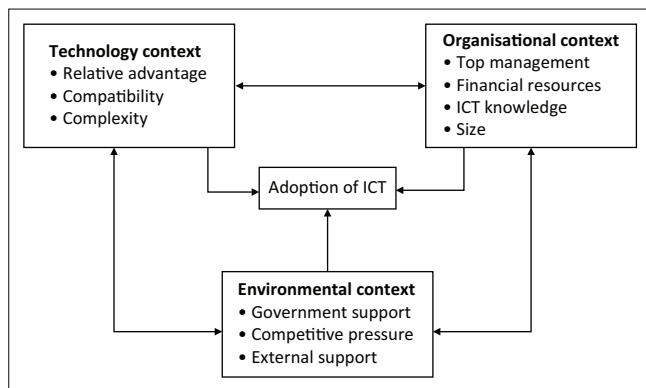 Technology context
• Relative advantage
• Compatibility
• Complexity
Organisational context
• Top management
• Financial resources
• ICT knowledge
• Size
Adoption of ICT
Environmental context
• Government support
• Competitive pressure
• External support